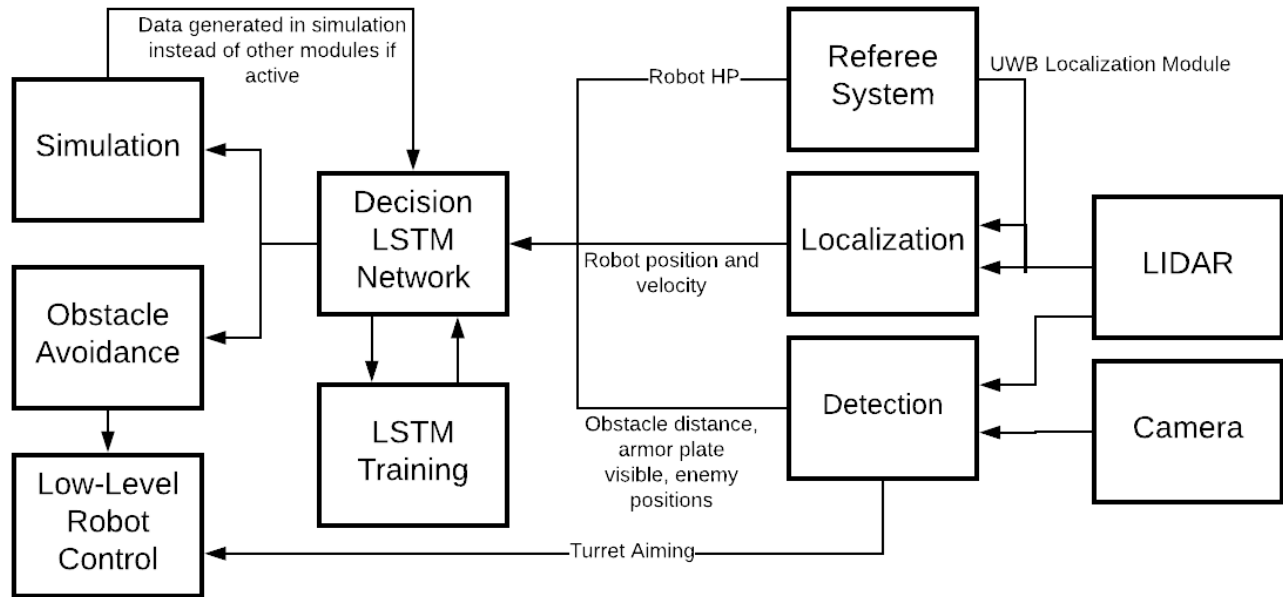 Data generated in simulation
instead of other modules if
active
Simulation
Obstacle
Avoidance
Low-Level
Robot
Control
Decision
LSTM
Network
LSTM
Training
Robot HP
Robot position and
velocity
Obstacle distance,
armor plate
visible, enemy
positions
Turret Aiming
Referee
System
UWB Localization Module
Localization
Detection
LIDAR
Camera